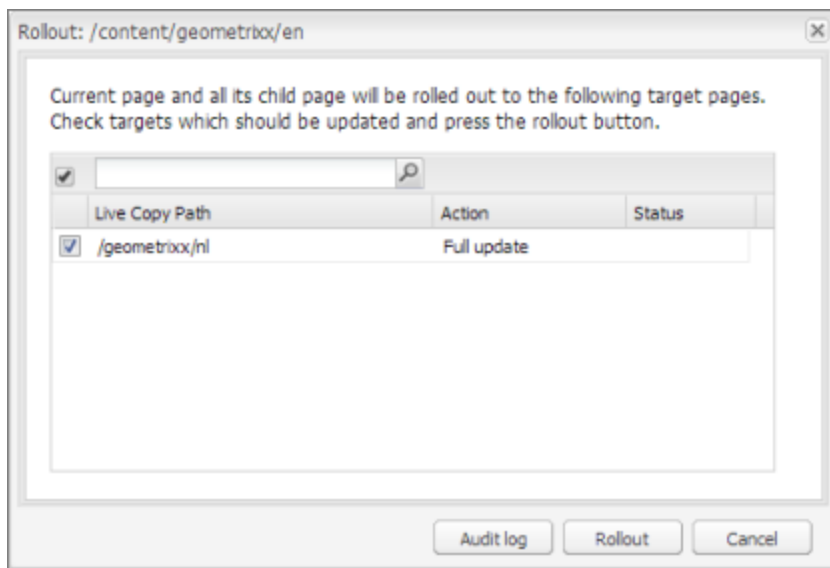 Rollout: /content/geometrixx/en
Current page and all its child page will be rolled out to the following target pages.
Check targets which should be updated and press the rollout button.
Live Copy Path Action Status
/geometrixx/nl Full update
Audit log Rollout Cancel